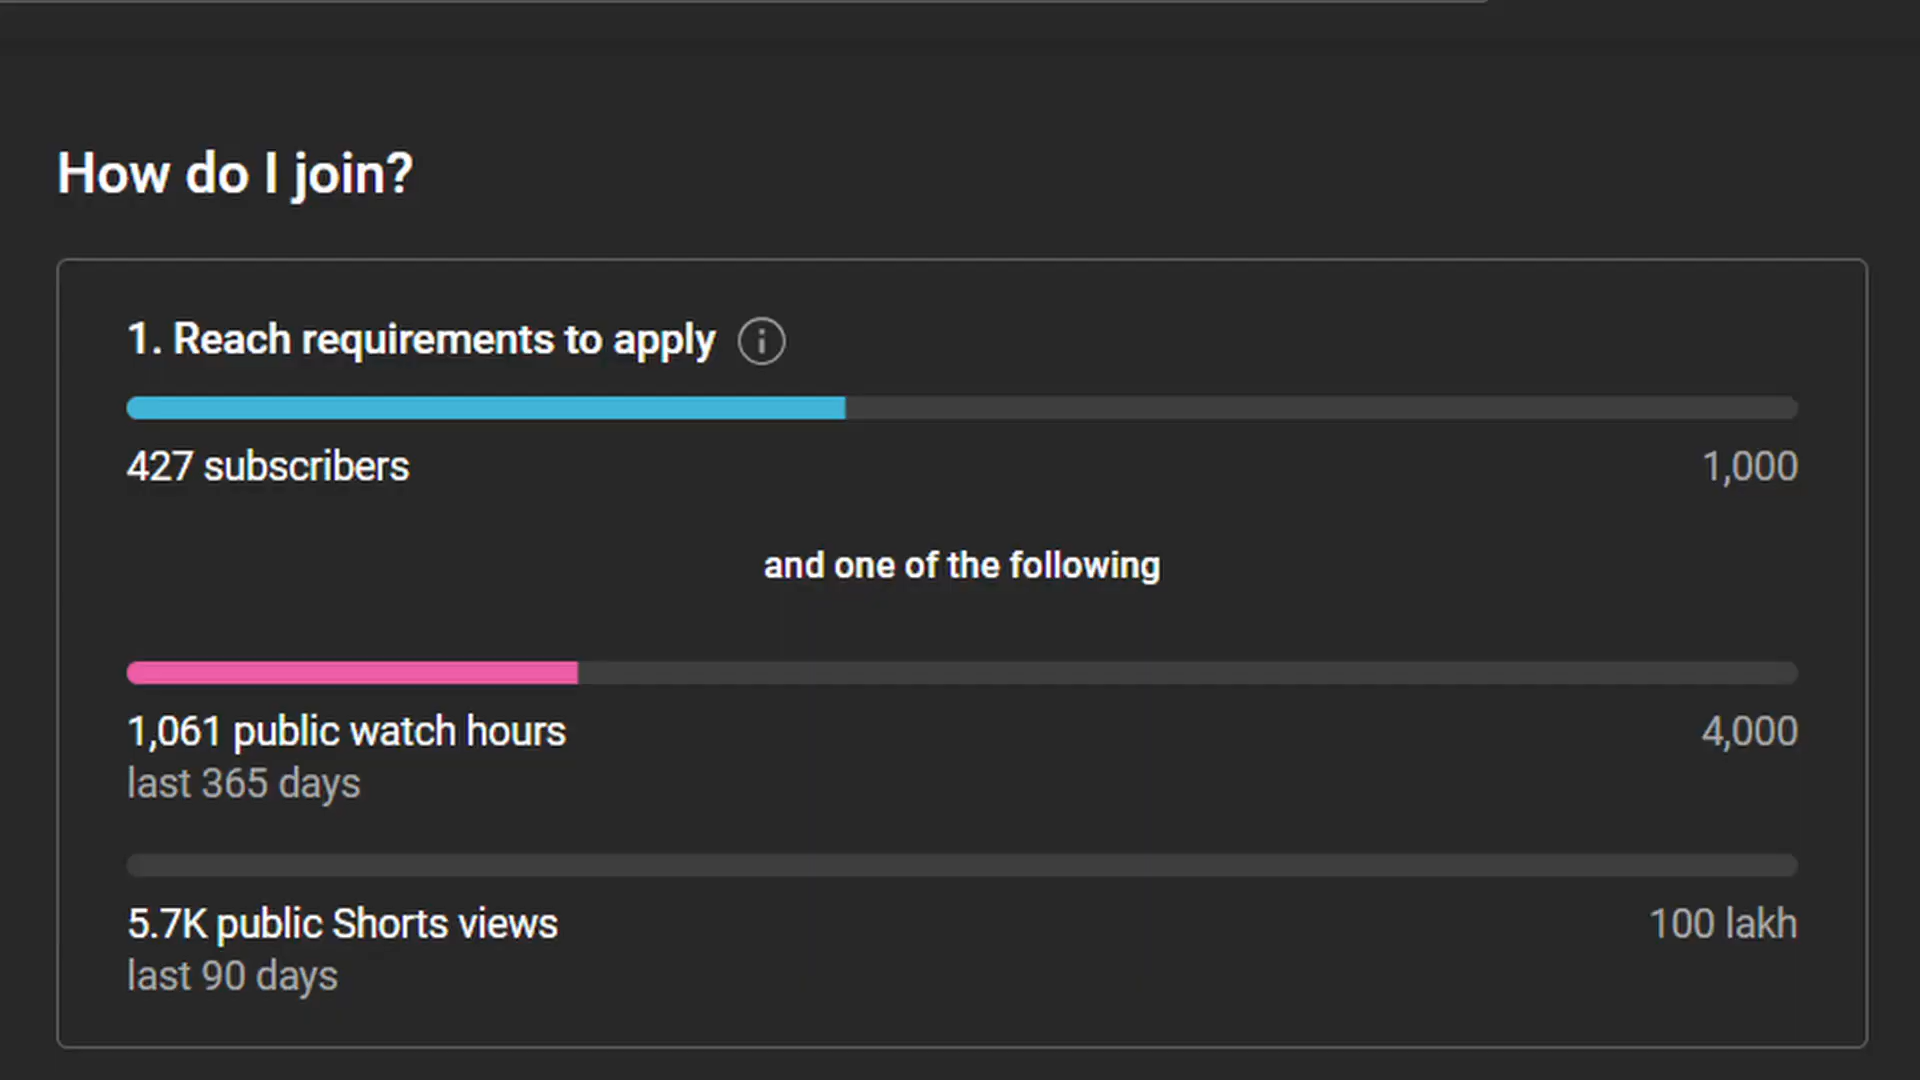 How do I join?
1. Reach requirements to apply
427 subscribers 1,000
and one of the following
1,061 public watch hours 4,000
last 365 days
5.7K public Shorts views 100 lakh
last 90 days